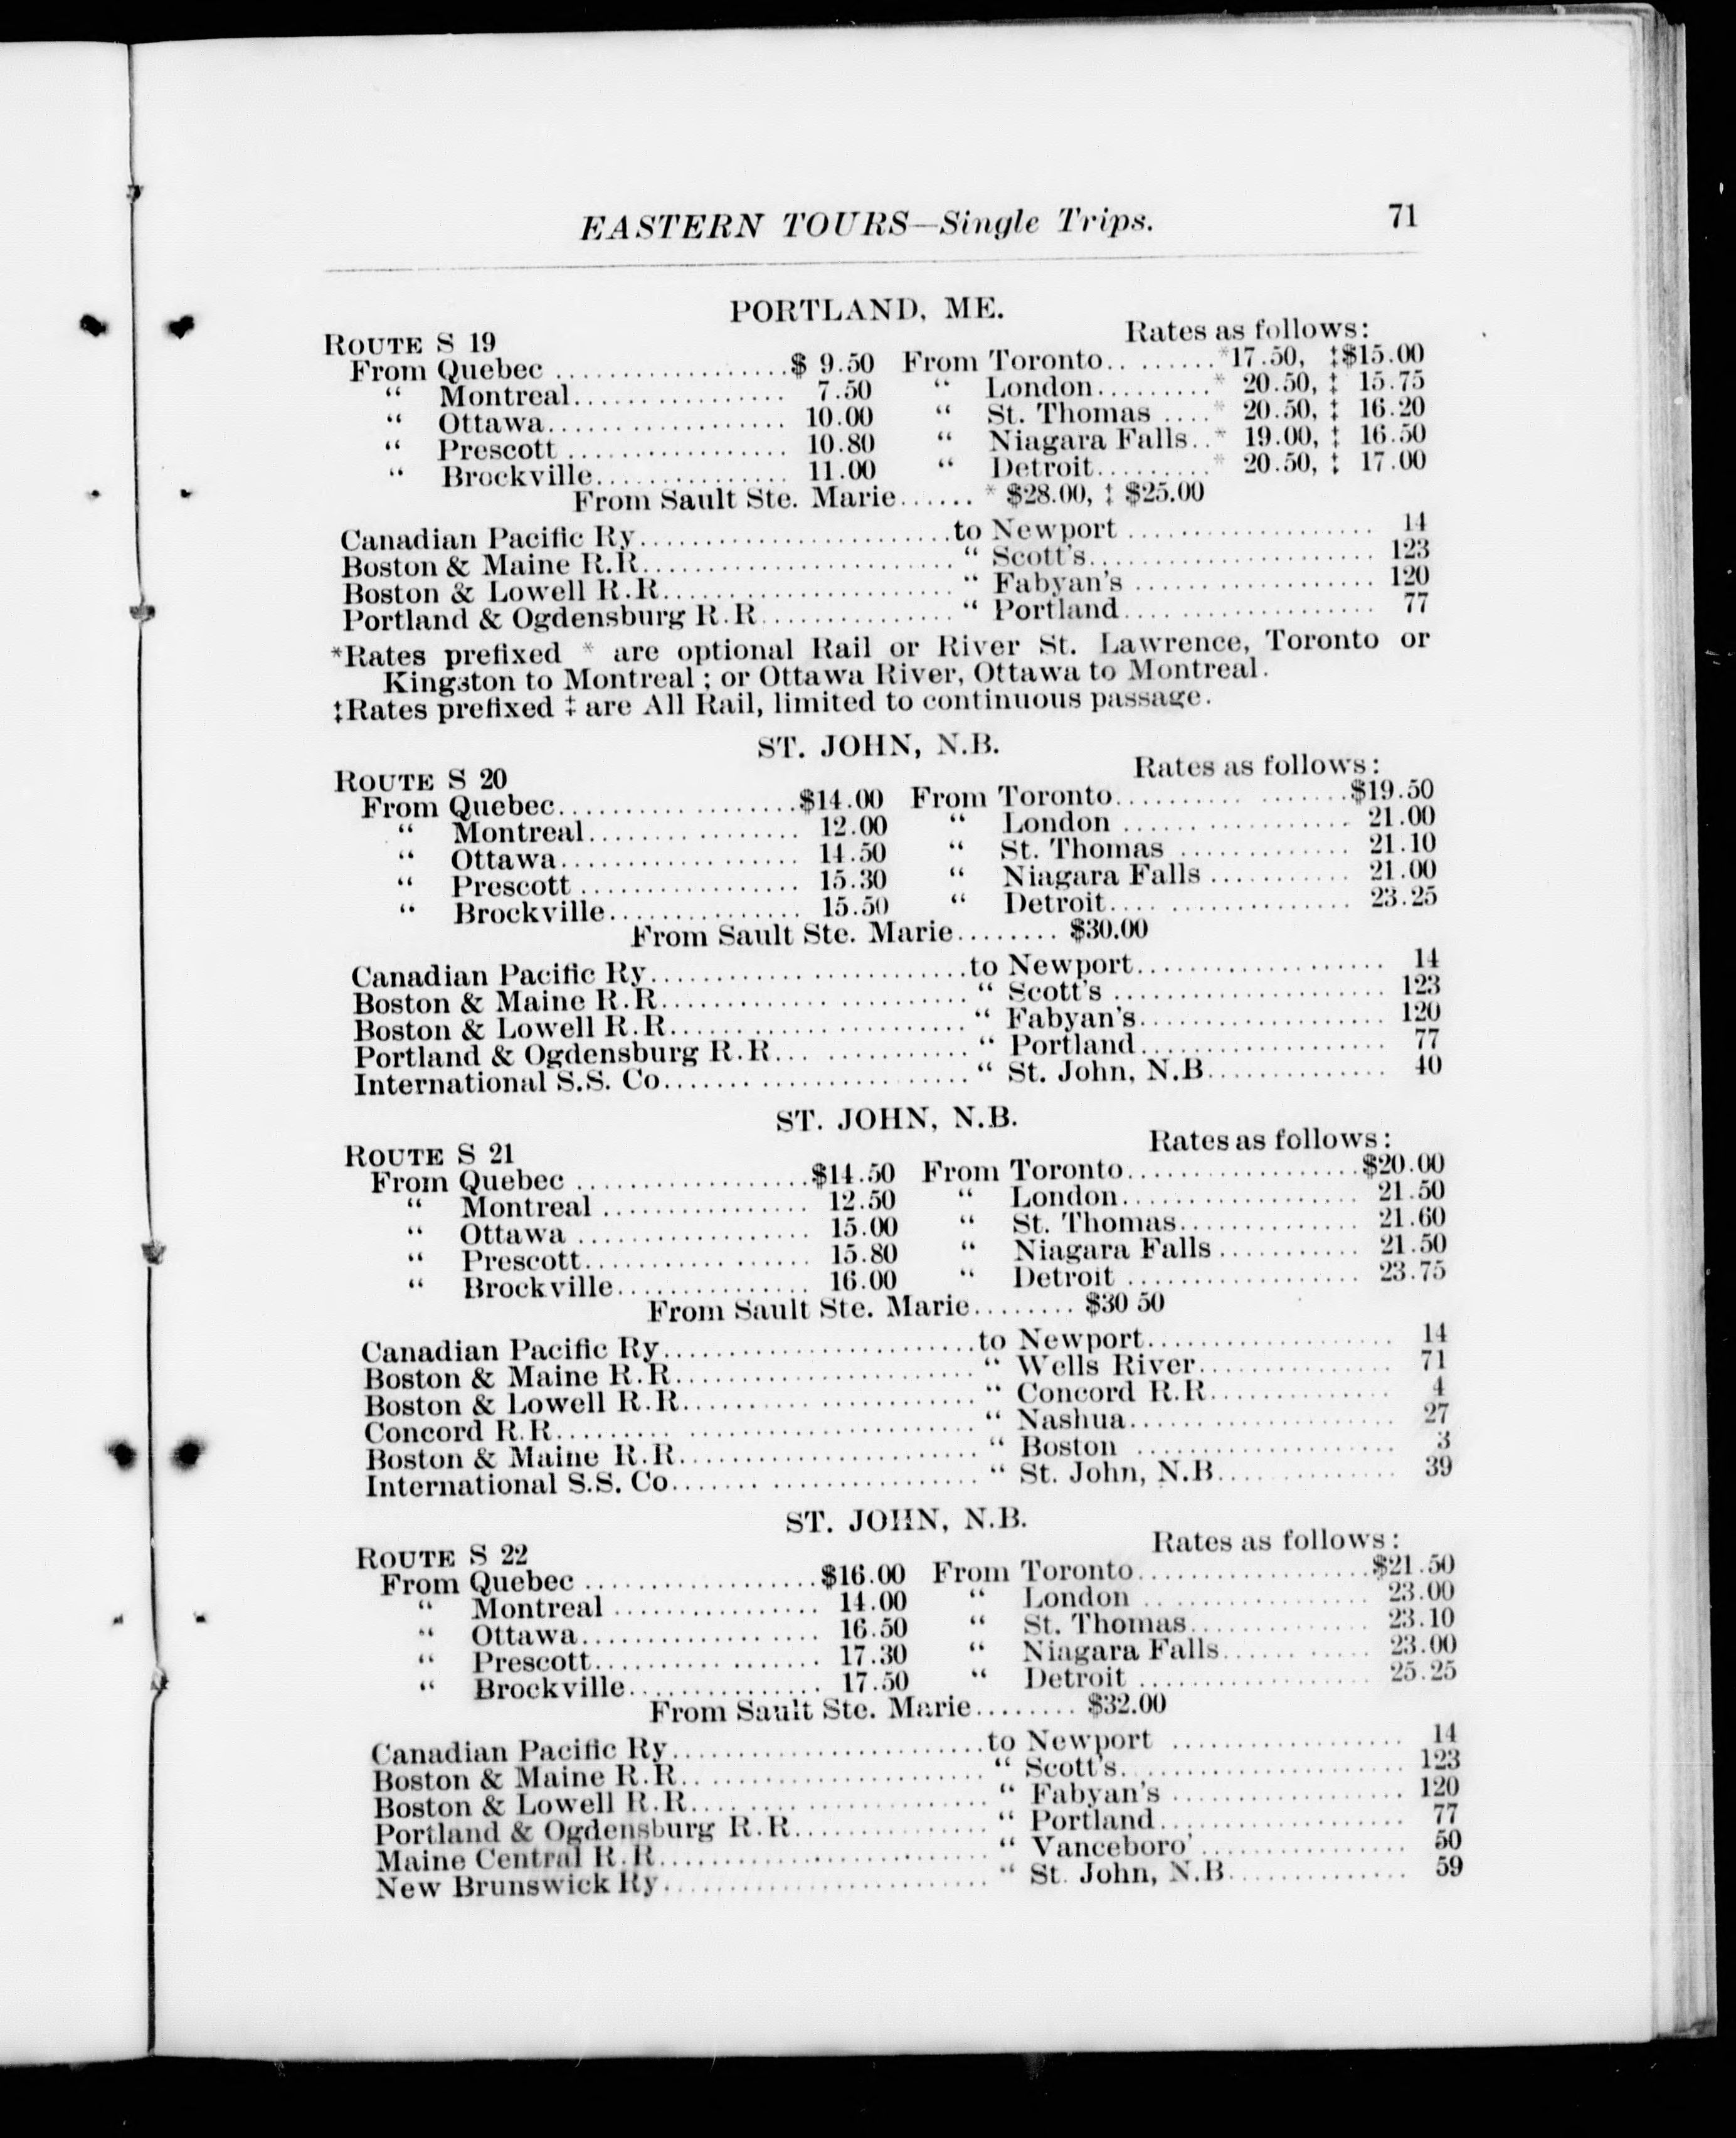 EASTERN TOURS—Single Trips. 71
PORTLAND, ME.
ROUTE S 19 Rates as follows:
From Quebec ..................$ 9.50 From Toronto.. ........*17.50, ‡$15.00
“ Montreal................ 7.50 “ London.........* 20.50, ‡ 15.75
“ Ottawa.................. 10.00 “ St. Thomas ....* 20.50, ‡ 16.20
“ Prescott ................. 10.80 “ Niagara Falls..* 19.00, ‡ 16.50
“ Brockville............... 11.00 “ Detroit.........* 20.50, ‡ 17.00
From Sault Ste. Marie...... * $28.00, ‡ $25.00
Canadian Pacific Ry........................to Newport ................... 14
Boston & Maine R.R........................ “ Scott's...................... 123
Boston & Lowell R.R...................... “ Fabyan's ................... 120
Portland & Ogdensburg R.R............... “ Portland.................... 77
*Rates prefixed * are optional Rail or River St. Lawrence, Toronto or
Kingston to Montreal ; or Ottawa River, Ottawa to Montreal.
‡Rates prefixed ‡ are All Rail, limited to continuous passage.
ST. JOHN, N.B.
ROUTE S 20 Rates as follows:
From Quebec..................$14.00 From Toronto.......... .......$19.50
“ Montreal................ 12.00 “ London .................. 21.00
“ Ottawa.................. 14.50 “ St. Thomas ............. 21.10
“ Prescott ................. 15.30 “ Niagara Falls ........... 21.00
“ Brockville............... 15.50 “ Detroit.... .............. 23.25
From Sault Ste. Marie........ $30.00
Canadian Pacific Ry........................to Newport................... 14
Boston & Maine R.R........................ “ Scott's ..................... 123
Boston & Lowell R.R....................... “ Fabyan's................... 120
Portland & Ogdensburg R.R... ............ “ Portland................... 77
International S.S. Co........................ “ St. John, N.B.............. 40
ST. JOHN, N.B.
ROUTE S 21 Rates as follows:
From Quebec ..................$14.50 From Toronto..................$20.00
“ Montreal ................ 12.50 “ London.................. 21.50
“ Ottawa .................. 15.00 “ St. Thomas.............. 21.60
“ Prescott.................. 15.80 “ Niagara Falls ........... 21.50
“ Brockville............... 16.00 “ Detroit .................. 23.75
From Sault Ste. Marie........ $30 50
Canadian Pacific Ry........................to Newport................... 14
Boston & Maine R.R....................... “ Wells River............... 71
Boston & Lowell R.R....................... “ Concord R.R.............. 4
Concord R.R......... ...................... “ Nashua..................... 27
Boston & Maine R.R....................... “ Boston .................... 3
International S.S. Co........................ “ St. John, N.B.............. 39
ST. JOHN, N.B.
ROUTE S 22 Rates as follows:
From Quebec ..................$16.00 From Toronto..................$21.50
“ Montreal ................ 14.00 “ London .. ............... 23.00
“ Ottawa.................. 16.50 “ St. Thomas.............. 23.10
“ Prescott.................. 17.30 “ Niagara Falls...... ..... 23.00
“ Brockville............... 17.50 “ Detroit .................. 25.25
From Sault Ste. Marie........ $32.00
Canadian Pacific Ry........................to Newport .................. 14
Boston & Maine R.R........................ “ Scott's...................... 123
Boston & Lowell R.R....................... “ Fabyan's .................. 120
Portland & Ogdensburg R.R............... “ Portland................... 77
Maine Central R.R.......................... “ Vanceboro' ................ 50
New Brunswick Ry......................... “ St. John, N.B.............. 59